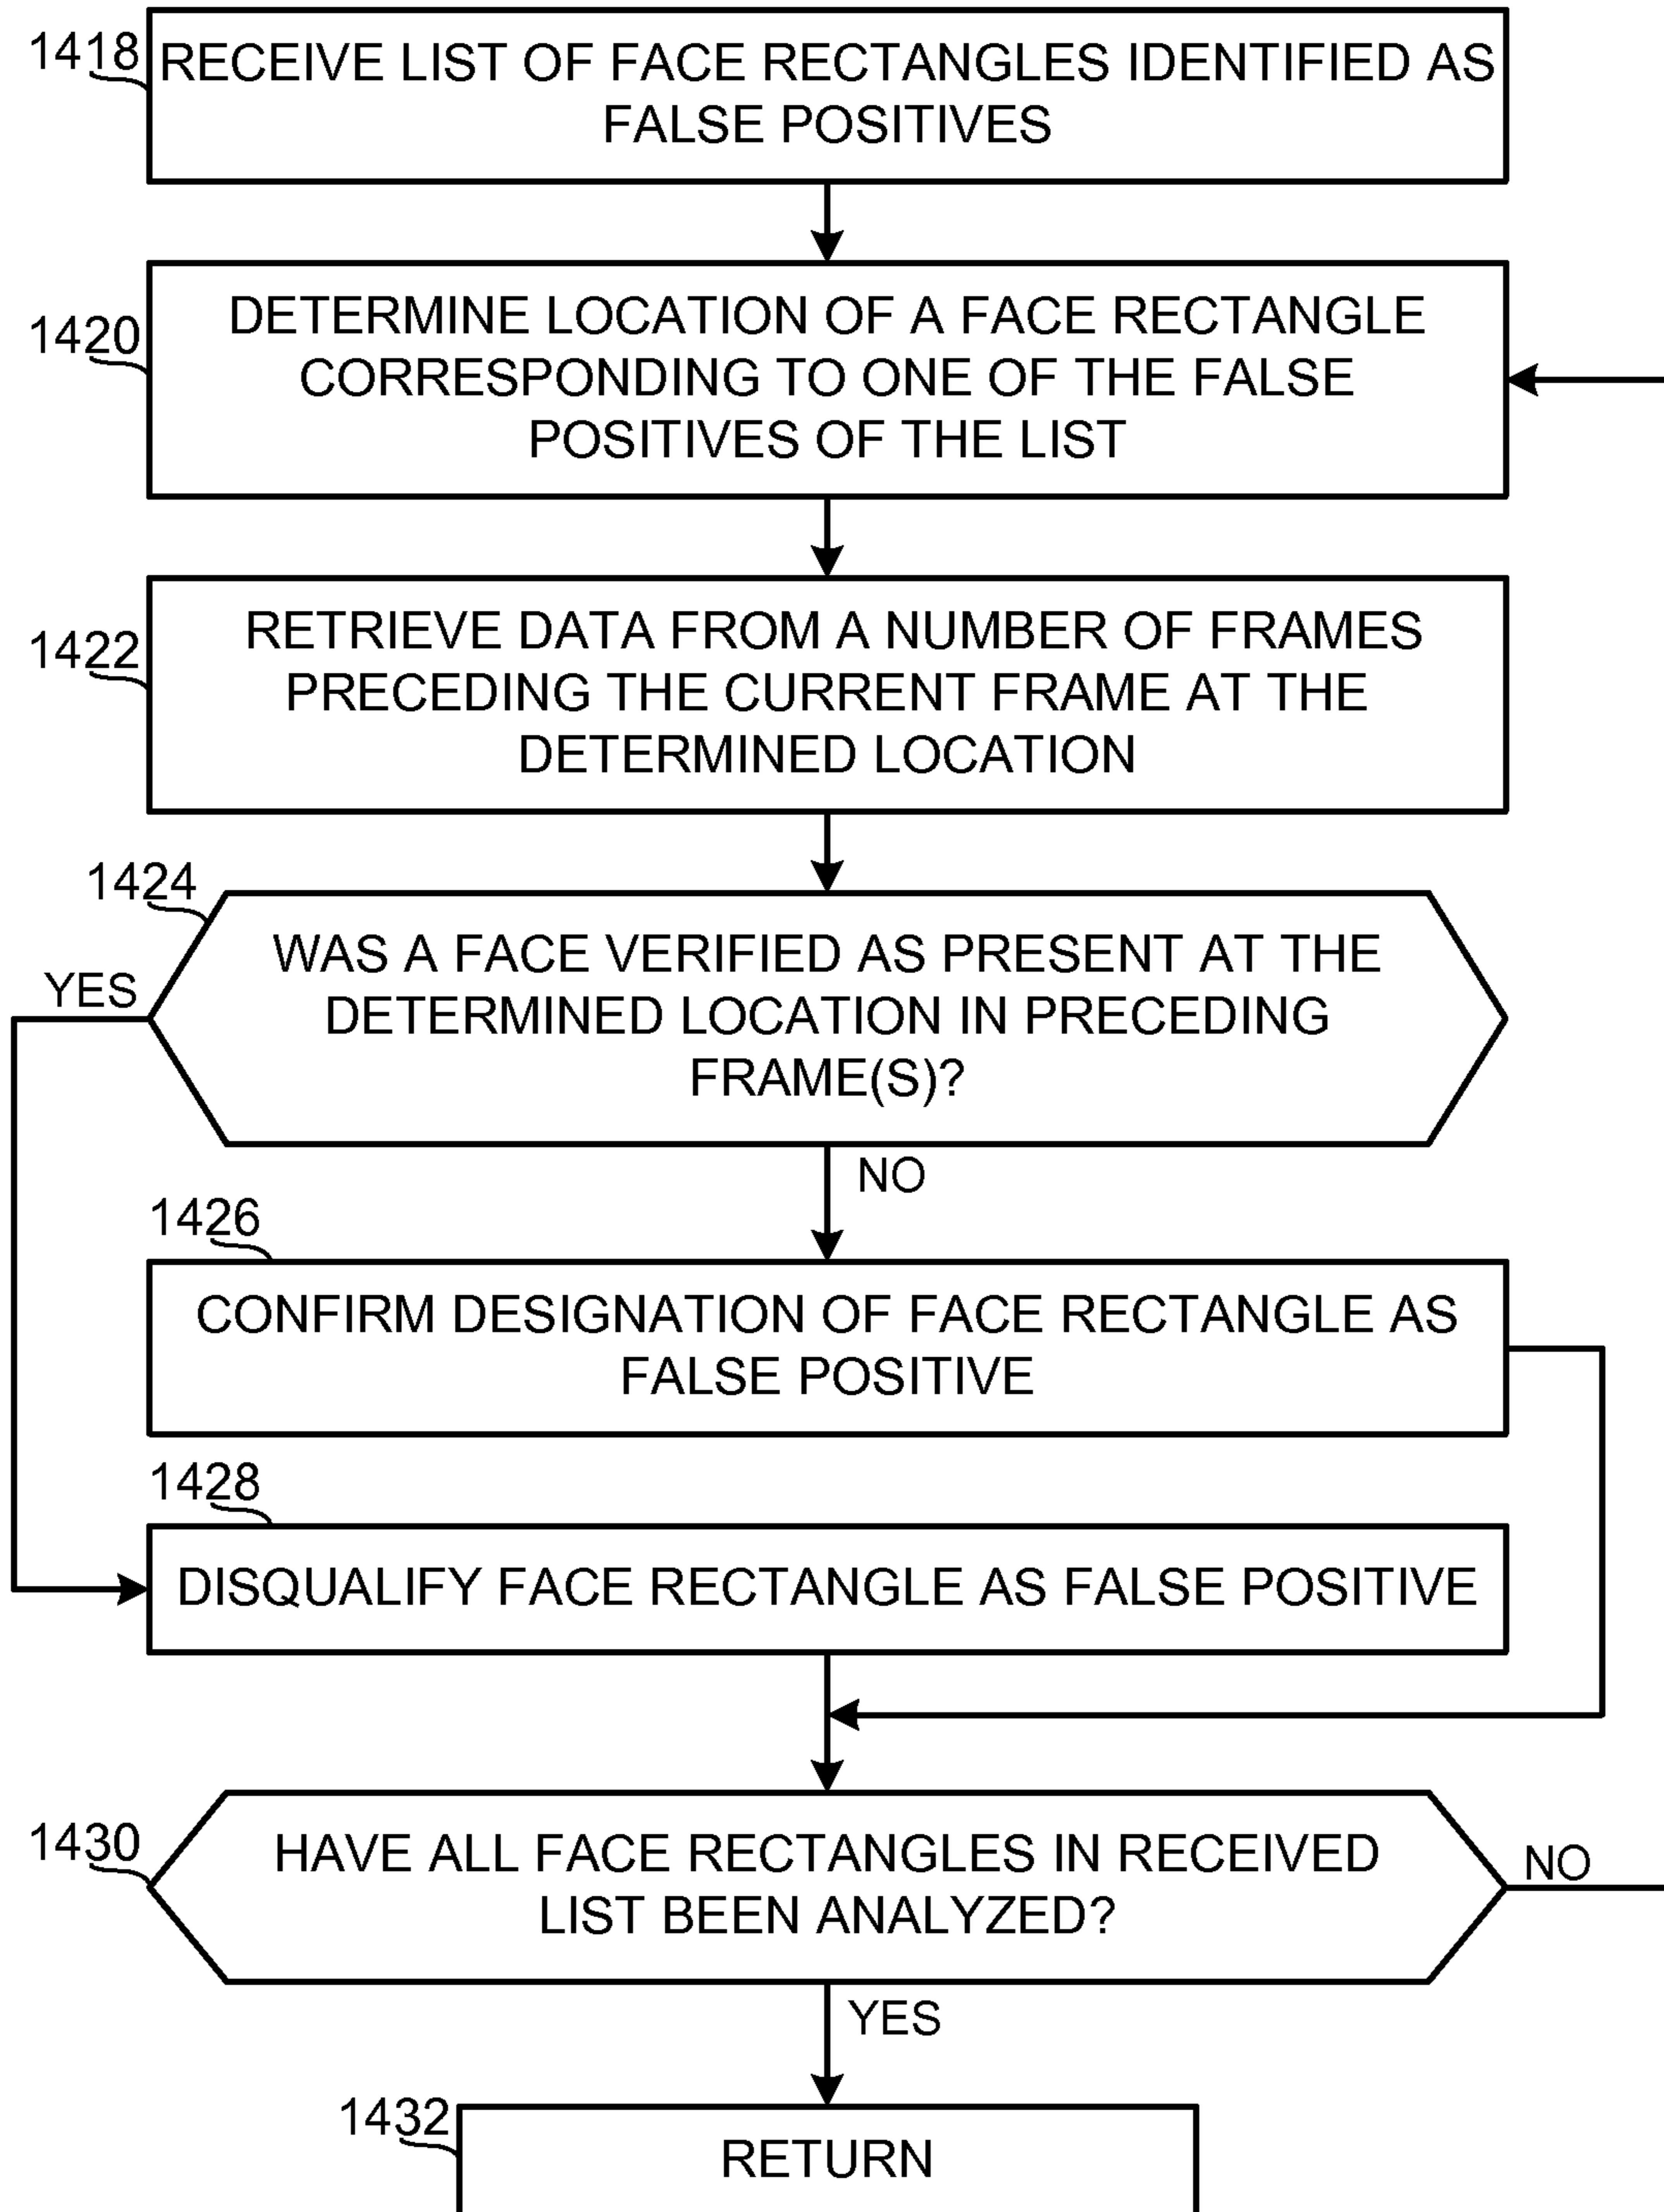 1418
RECEIVE LIST OF FACE RECTANGLES IDENTIFIED AS
FALSE POSITIVES
1420
DETERMINE LOCATION OF A FACE RECTANGLE
CORRESPONDING TO ONE OF THE FALSE
POSITIVES OF THE LIST
1422
RETRIEVE DATA FROM A NUMBER OF FRAMES
PRECEDING THE CURRENT FRAME AT THE
DETERMINED LOCATION
1424
WAS A FACE VERIFIED AS PRESENT AT THE
DETERMINED LOCATION IN PRECEDING
FRAME(S)?
YES
NO
1426
CONFIRM DESIGNATION OF FACE RECTANGLE AS
FALSE POSITIVE
1428
DISQUALIFY FACE RECTANGLE AS FALSE POSITIVE
1430
HAVE ALL FACE RECTANGLES IN RECEIVED
LIST BEEN ANALYZED?
NO
YES
1432
RETURN